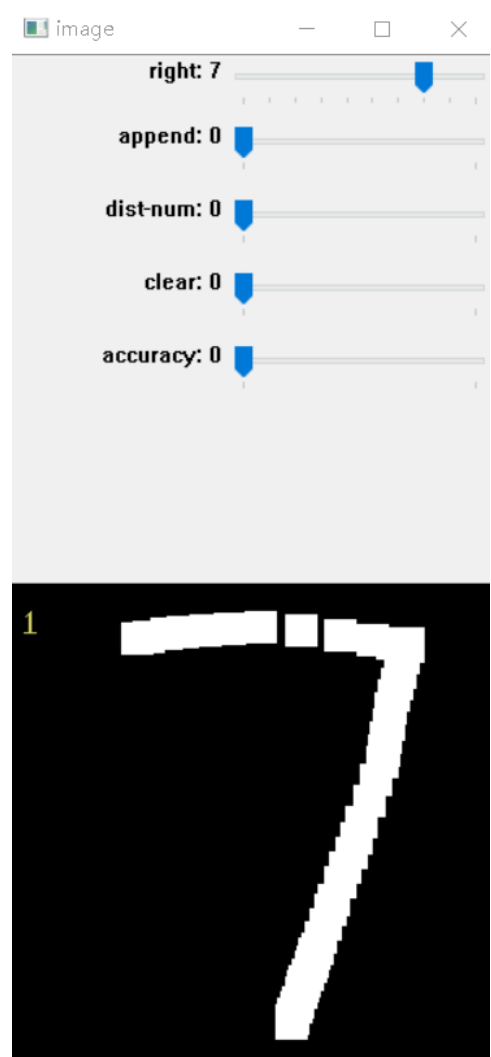 image
right: 7
append: 0
dist-num: 0
clear: 0
accuracy: 0
1
7